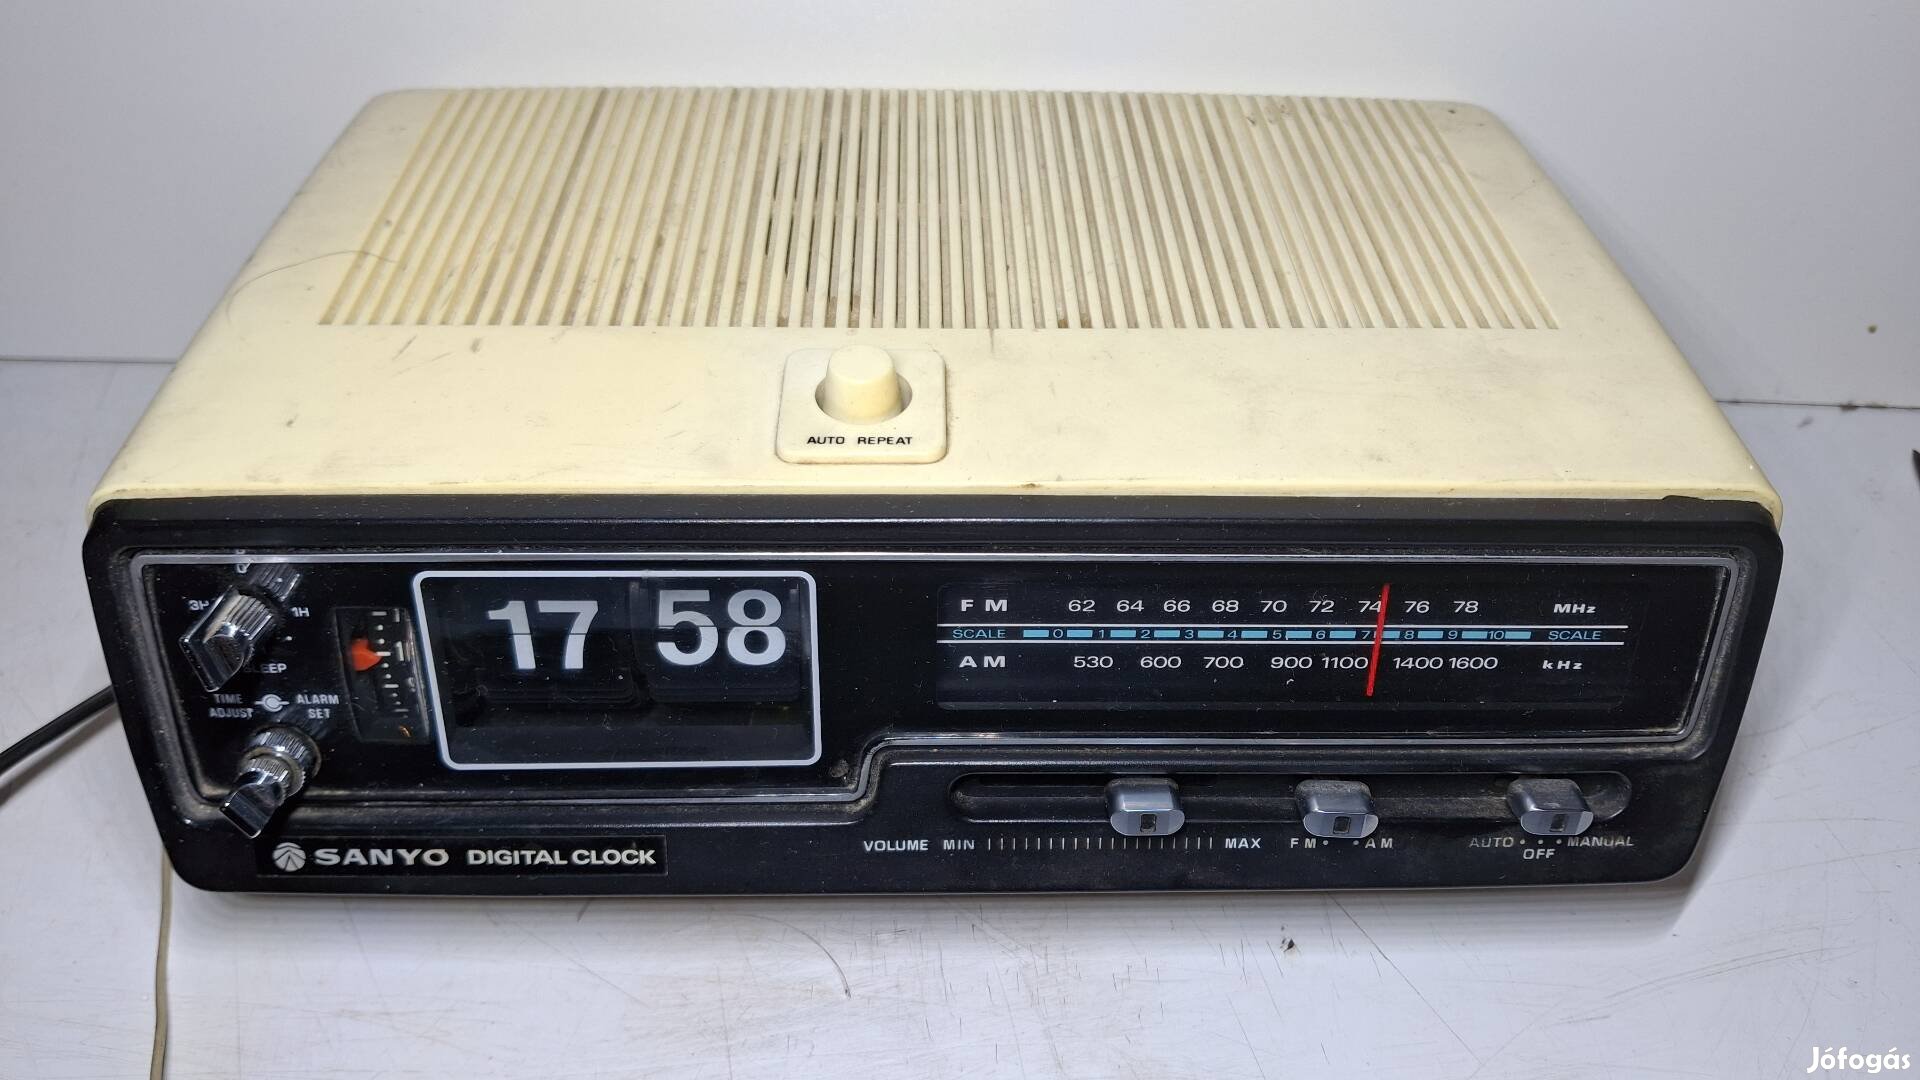 AUTO REPEAT
3H 1H
TIME ADJUST ALARM SET
17 58
FM 62 64 66 68 70 72 74 76 78 MHz
SCALE 0 1 2 3 4 5 6 7 8 9 10 SCALE
AM 530 600 700 900 1100 1400 1600 kHz
VOLUME MIN MAX FM AM AUTO OFF MANUAL
SANYO DIGITAL CLOCK
Jófogás